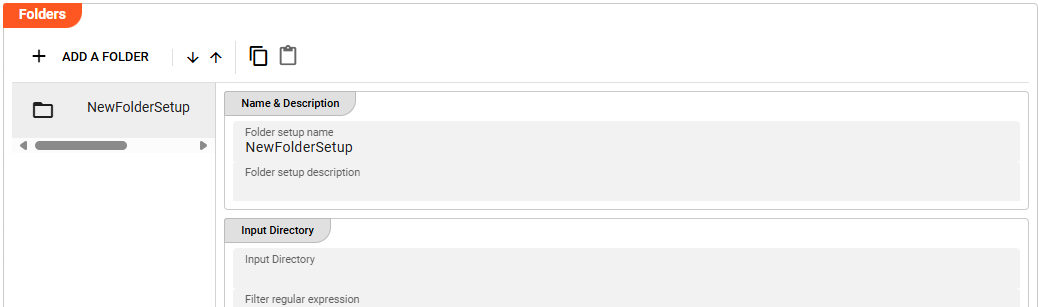 Folders
ADD A FOLDER
NewFolderSetup
Name & Description
Folder setup name
NewFolderSetup
Folder setup description
Input Directory
Input Directory
Filter regular expression